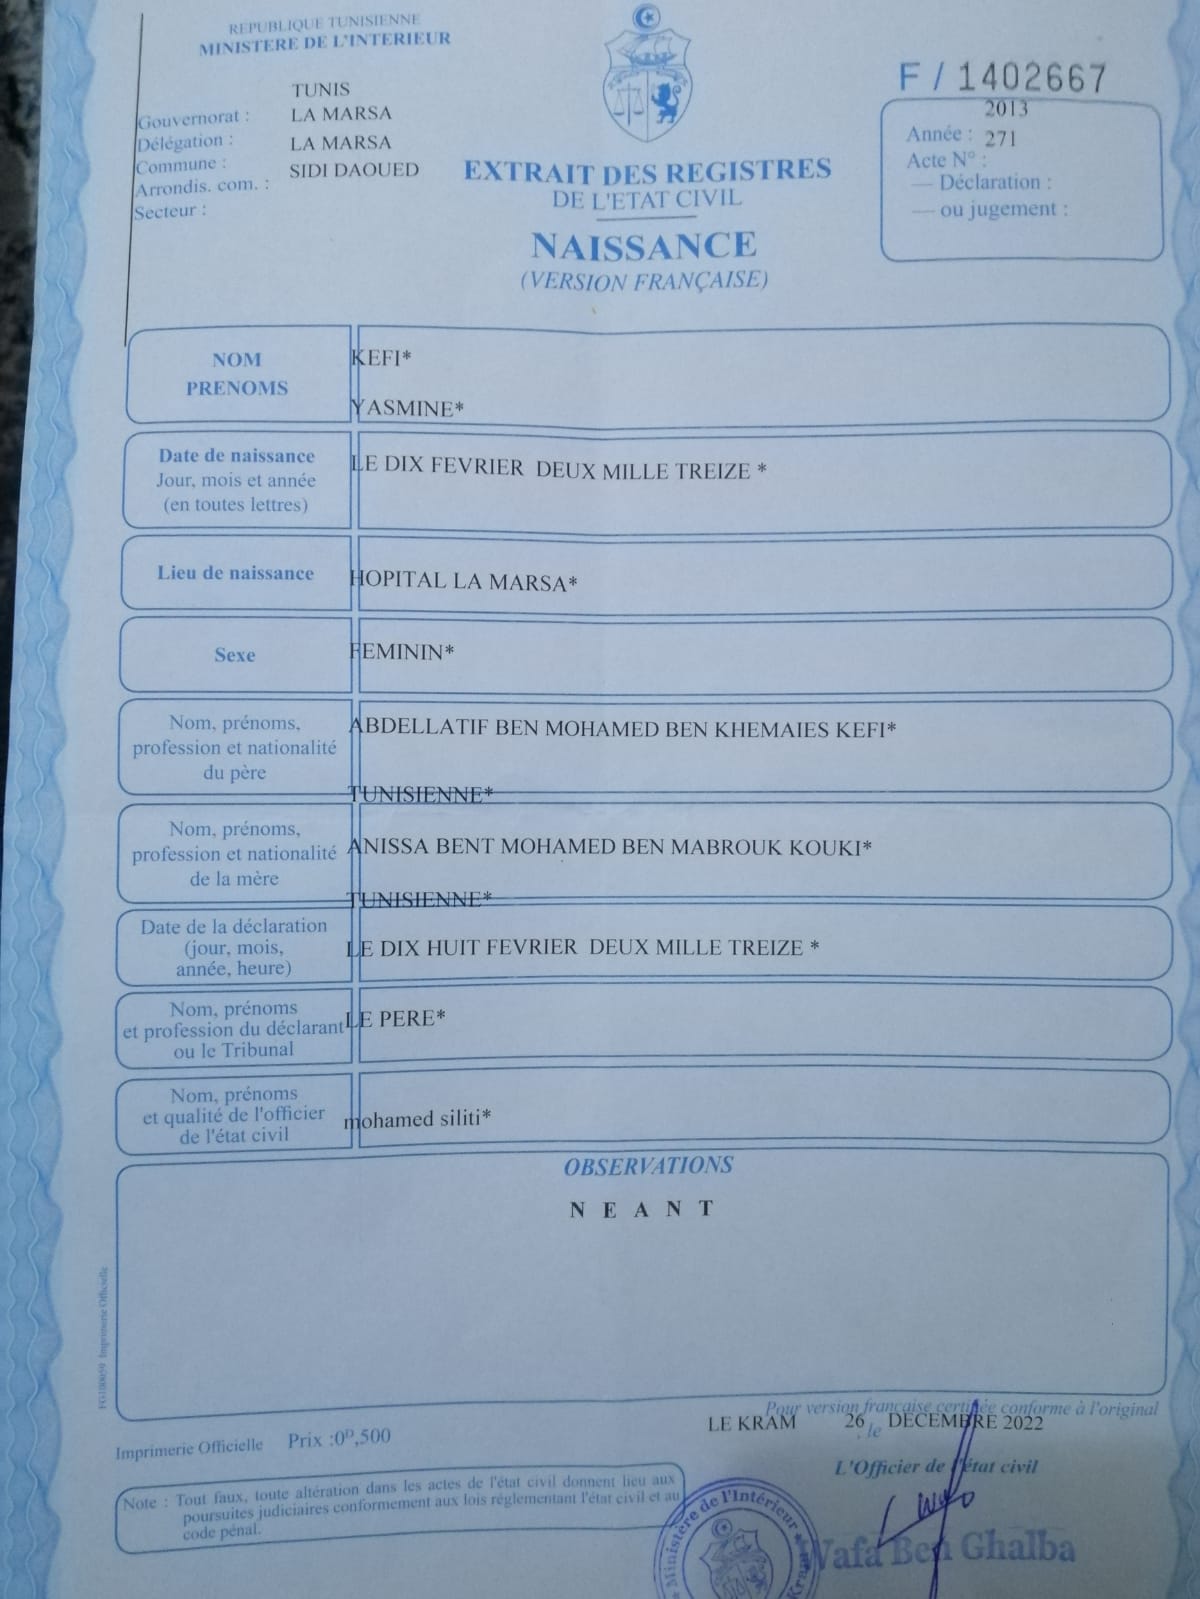 REPUBLIQUE TUNISIENNE
MINISTERE DE L'INTERIEUR
F / 1402667
TUNIS
Gouvernorat : LA MARSA
Délégation : LA MARSA
Commune : SIDI DAOUED
Arrondis. com. :
Secteur :
2013
Année : 271
Acte N° :
— Déclaration :
— ou jugement :
EXTRAIT DES REGISTRES
DE L'ETAT CIVIL
NAISSANCE
(VERSION FRANÇAISE)
NOM
PRENOMS
KEFI*
YASMINE*
Date de naissance
Jour, mois et année
(en toutes lettres)
LE DIX FEVRIER DEUX MILLE TREIZE *
Lieu de naissance
HOPITAL LA MARSA*
Sexe
FEMININ*
Nom, prénoms,
profession et nationalité
du père
ABDELLATIF BEN MOHAMED BEN KHEMAIES KEFI*
TUNISIENNE*
Nom, prénoms,
profession et nationalité
de la mère
ANISSA BENT MOHAMED BEN MABROUK KOUKI*
TUNISIENNE*
Date de la déclaration
(jour, mois,
année, heure)
LE DIX HUIT FEVRIER DEUX MILLE TREIZE *
Nom, prénoms
et profession du déclarant
ou le Tribunal
LE PERE*
Nom, prénoms
et qualité de l'officier
de l'état civil
mohamed siliti*
OBSERVATIONS
N E A N T
FG100059 Imprimerie Officielle
Pour version française certifiée conforme à l'original
LE KRAM 26 le DECEMBRE 2022
Imprimerie Officielle Prix :0ᴰ,500
L'Officier de l'état civil
Note : Tout faux, toute altération dans les actes de l'état civil donnent lieu aux
poursuites judiciaires conformement aux lois réglementant l'état civil et au
code pénal.
Ministère de l'Intérieur
Kram
Wafa Ben Ghalba